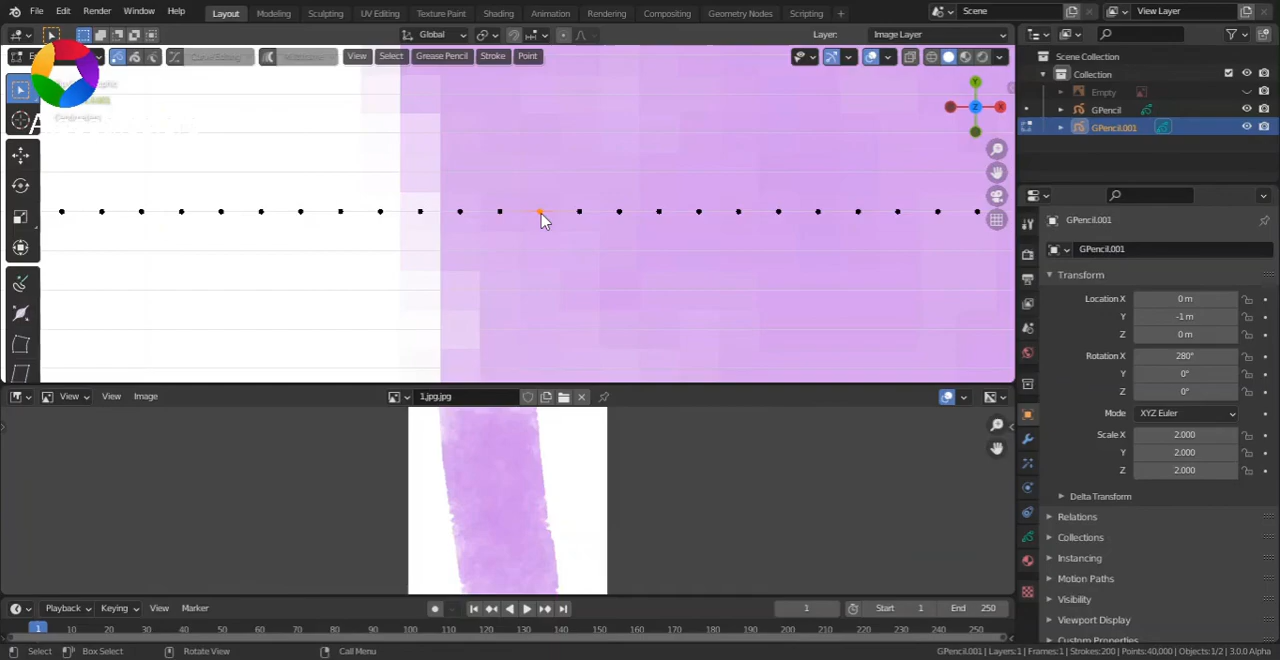 File Edit Render Window Help Layout Modeling Sculpting UV Editing Texture Paint Shading Animation Rendering Compositing Geometry Nodes Scripting + Scene View Layer
Global Layer: Image Layer
View Select Grease Pencil Stroke Point
Scene Collection
Collection
Empty
GPencil
GPencil.001
Y
Z X
GPencil.001
GPencil.001
Transform
Location X 0 m
Y -1 m
Z 0 m
Rotation X 280°
Y 0°
Z 0°
Mode XYZ Euler
Scale X 2.000
Y 2.000
Z 2.000
Delta Transform
Relations
Collections
Instancing
Motion Paths
Visibility
Viewport Display
Custom Properties
View View Image 1.jpg.jpg
Playback Keying View Marker 1 Start 1 End 250
1 10 20 30 40 50 60 70 80 90 100 110 120 130 140 150 160 170 180 190 200 210 220 230 240 250
Select Box Select Rotate View Call Menu GPencil.001 | Layers:1 | Frames:1 | Strokes:200 | Points:40,000 | Objects:1/2 | 3.0.0 Alpha